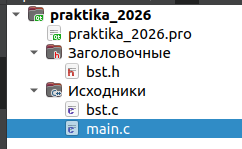 praktika_2026
praktika_2026.pro
Заголовочные
bst.h
Исходники
bst.c
main.c